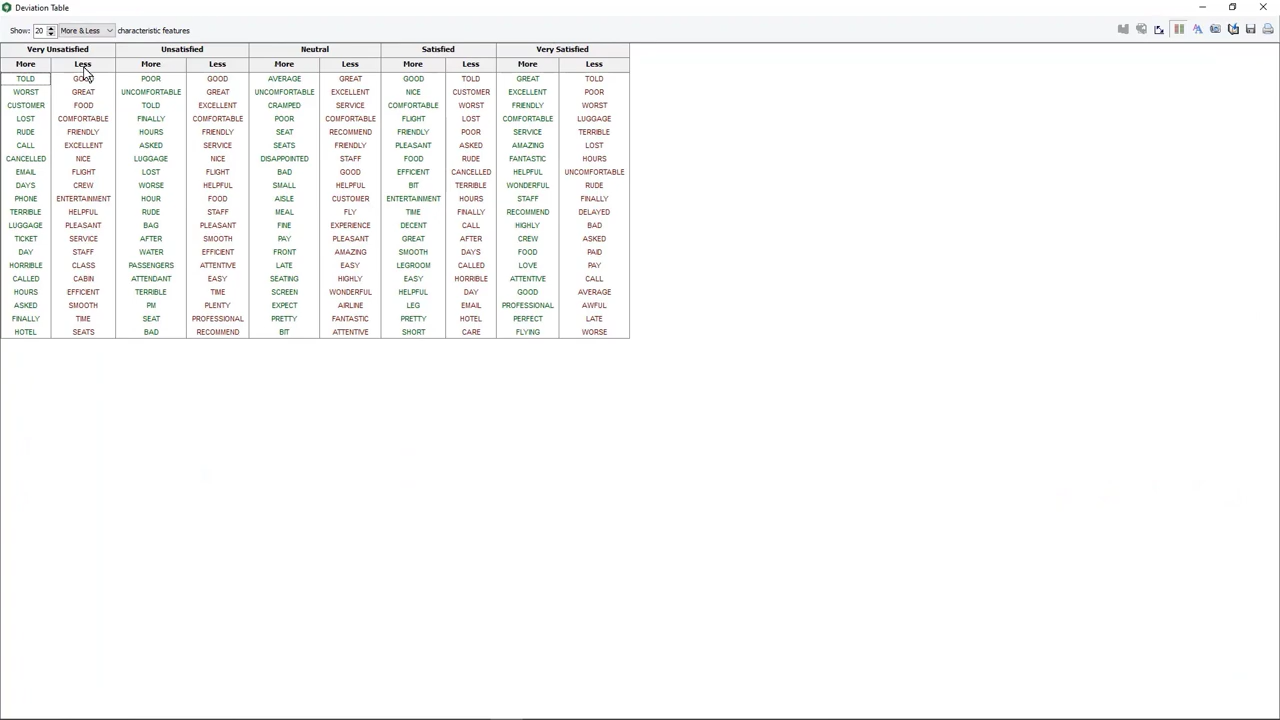 Deviation Table
Show: 20 More & Less characteristic features
Very Unsatisfied Unsatisfied Neutral Satisfied Very Satisfied
More Less More Less More Less More Less More Less
TOLD GOOD POOR GOOD AVERAGE GREAT GOOD TOLD GREAT TOLD
WORST GREAT UNCOMFORTABLE GREAT UNCOMFORTABLE EXCELLENT NICE CUSTOMER EXCELLENT POOR
CUSTOMER FOOD TOLD EXCELLENT CRAMPED SERVICE COMFORTABLE WORST FRIENDLY WORST
LOST COMFORTABLE FINALLY COMFORTABLE POOR COMFORTABLE FLIGHT LOST COMFORTABLE LUGGAGE
RUDE FRIENDLY HOURS FRIENDLY SEAT RECOMMEND FRIENDLY POOR SERVICE TERRIBLE
CALL EXCELLENT ASKED SERVICE SEATS FRIENDLY PLEASANT ASKED AMAZING LOST
CANCELLED NICE LUGGAGE NICE DISAPPOINTED STAFF FOOD RUDE FANTASTIC HOURS
EMAIL FLIGHT LOST FLIGHT BAD GOOD EFFICIENT CANCELLED HELPFUL UNCOMFORTABLE
DAYS CREW WORSE HELPFUL SMALL HELPFUL BIT TERRIBLE WONDERFUL RUDE
PHONE ENTERTAINMENT HOUR FOOD AISLE CUSTOMER ENTERTAINMENT HOURS STAFF FINALLY
TERRIBLE HELPFUL RUDE STAFF MEAL FLY TIME FINALLY RECOMMEND DELAYED
LUGGAGE PLEASANT BAG PLEASANT FINE EXPERIENCE DECENT CALL HIGHLY BAD
TICKET SERVICE AFTER SMOOTH PAY PLEASANT GREAT AFTER CREW ASKED
DAY STAFF WATER EFFICIENT FRONT AMAZING SMOOTH DAYS FOOD PAID
HORRIBLE CLASS PASSENGERS ATTENTIVE LATE EASY LEGROOM CALLED LOVE PAY
CALLED CABIN ATTENDANT EASY SEATING HIGHLY EASY HORRIBLE ATTENTIVE CALL
HOURS EFFICIENT TERRIBLE TIME SCREEN WONDERFUL HELPFUL DAY GOOD AVERAGE
ASKED SMOOTH PM PLENTY EXPECT AIRLINE LEG EMAIL PROFESSIONAL AWFUL
FINALLY TIME SEAT PROFESSIONAL PRETTY FANTASTIC PRETTY HOTEL PERFECT LATE
HOTEL SEATS BAD RECOMMEND BIT ATTENTIVE SHORT CARE FLYING WORSE